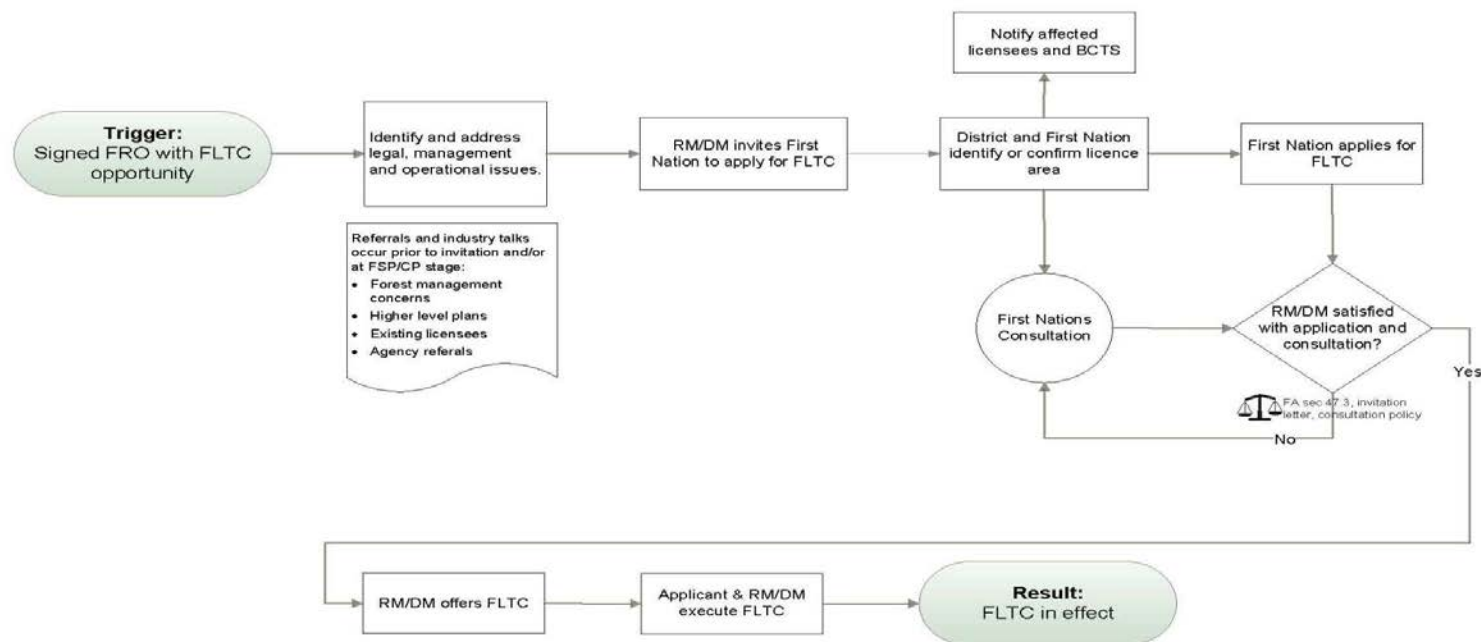 Notify affected
licensees and BCTS
Trigger:
Signed FRO with FLTC
opportunity
Identify and address
legal, management
and operational issues.
RM/DM invites First
Nation to apply for FLTC
District and First Nation
identify or confirm licence
area
First Nation applies for
FLTC
Referrals and industry talks
occur prior to invitation and/or
at FSP/CP stage:
• Forest management
concerns
• Higher level plans
• Existing licensees
• Agency referrals
First Nations
Consultation
RM/DM satisfied
with application and
consultation?
Yes
FA sec 47.3, invitation
letter, consultation policy
No
RM/DM offers FLTC
Applicant & RM/DM
execute FLTC
Result:
FLTC in effect